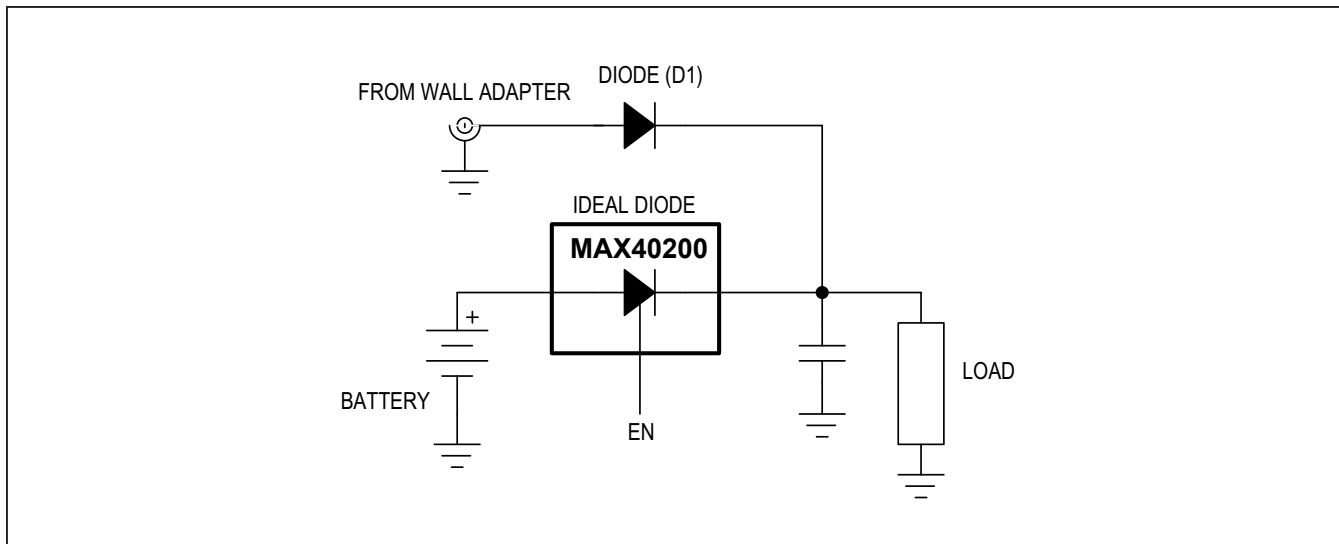 DIODE (D1)
FROM WALL ADAPTER
IDEAL DIODE
MAX40200
+
BATTERY
EN
LOAD